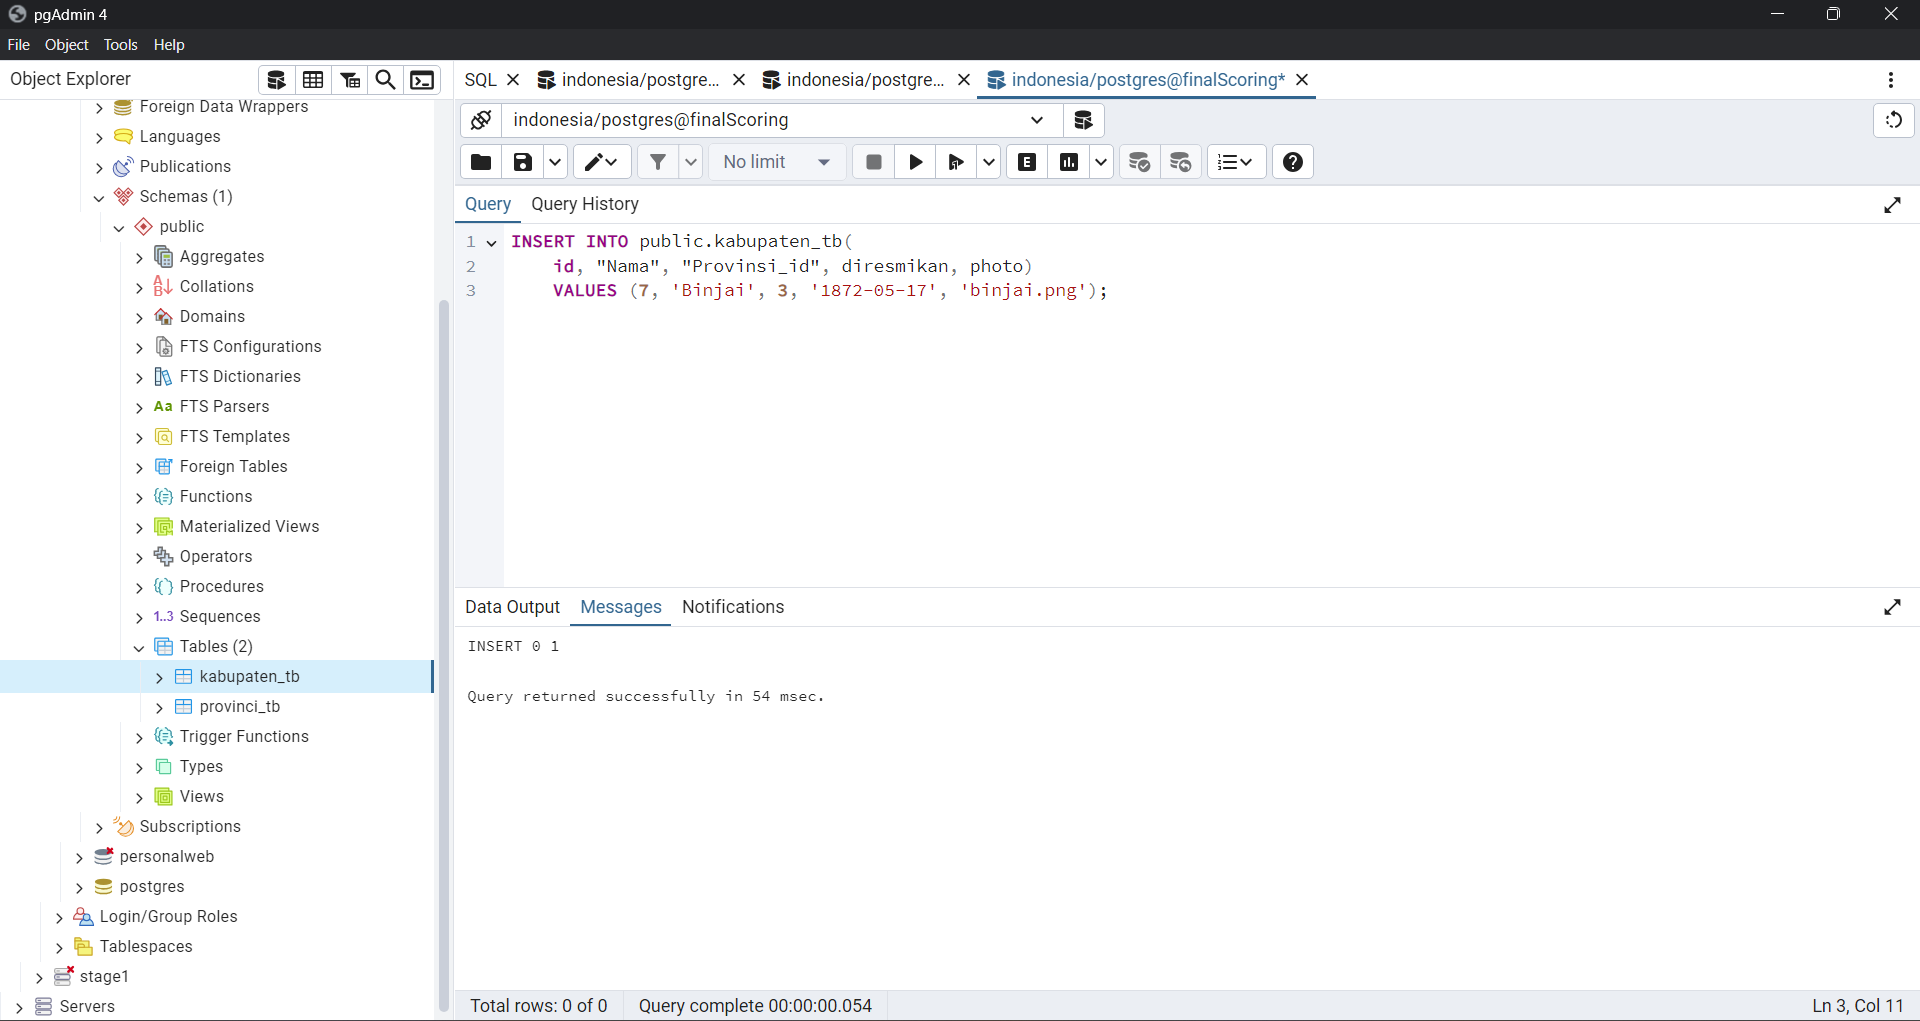 pgAdmin 4
File Object Tools Help
Object Explorer
SQL indonesia/postgre... indonesia/postgre... indonesia/postgres@finalScoring*
Foreign Data Wrappers
Languages
Publications
Schemas (1)
public
Aggregates
Collations
Domains
FTS Configurations
FTS Dictionaries
Aa FTS Parsers
FTS Templates
Foreign Tables
Functions
Materialized Views
Operators
Procedures
1..3 Sequences
Tables (2)
kabupaten_tb
provinci_tb
Trigger Functions
Types
Views
Subscriptions
personalweb
postgres
Login/Group Roles
Tablespaces
stage1
Servers
indonesia/postgres@finalScoring
No limit E
Query Query History
1 INSERT INTO public.kabupaten_tb(
2 id, "Nama", "Provinsi_id", diresmikan, photo)
3 VALUES (7, 'Binjai', 3, '1872-05-17', 'binjai.png');
Data Output Messages Notifications
INSERT 0 1
Query returned successfully in 54 msec.
Total rows: 0 of 0 Query complete 00:00:00.054 Ln 3, Col 11